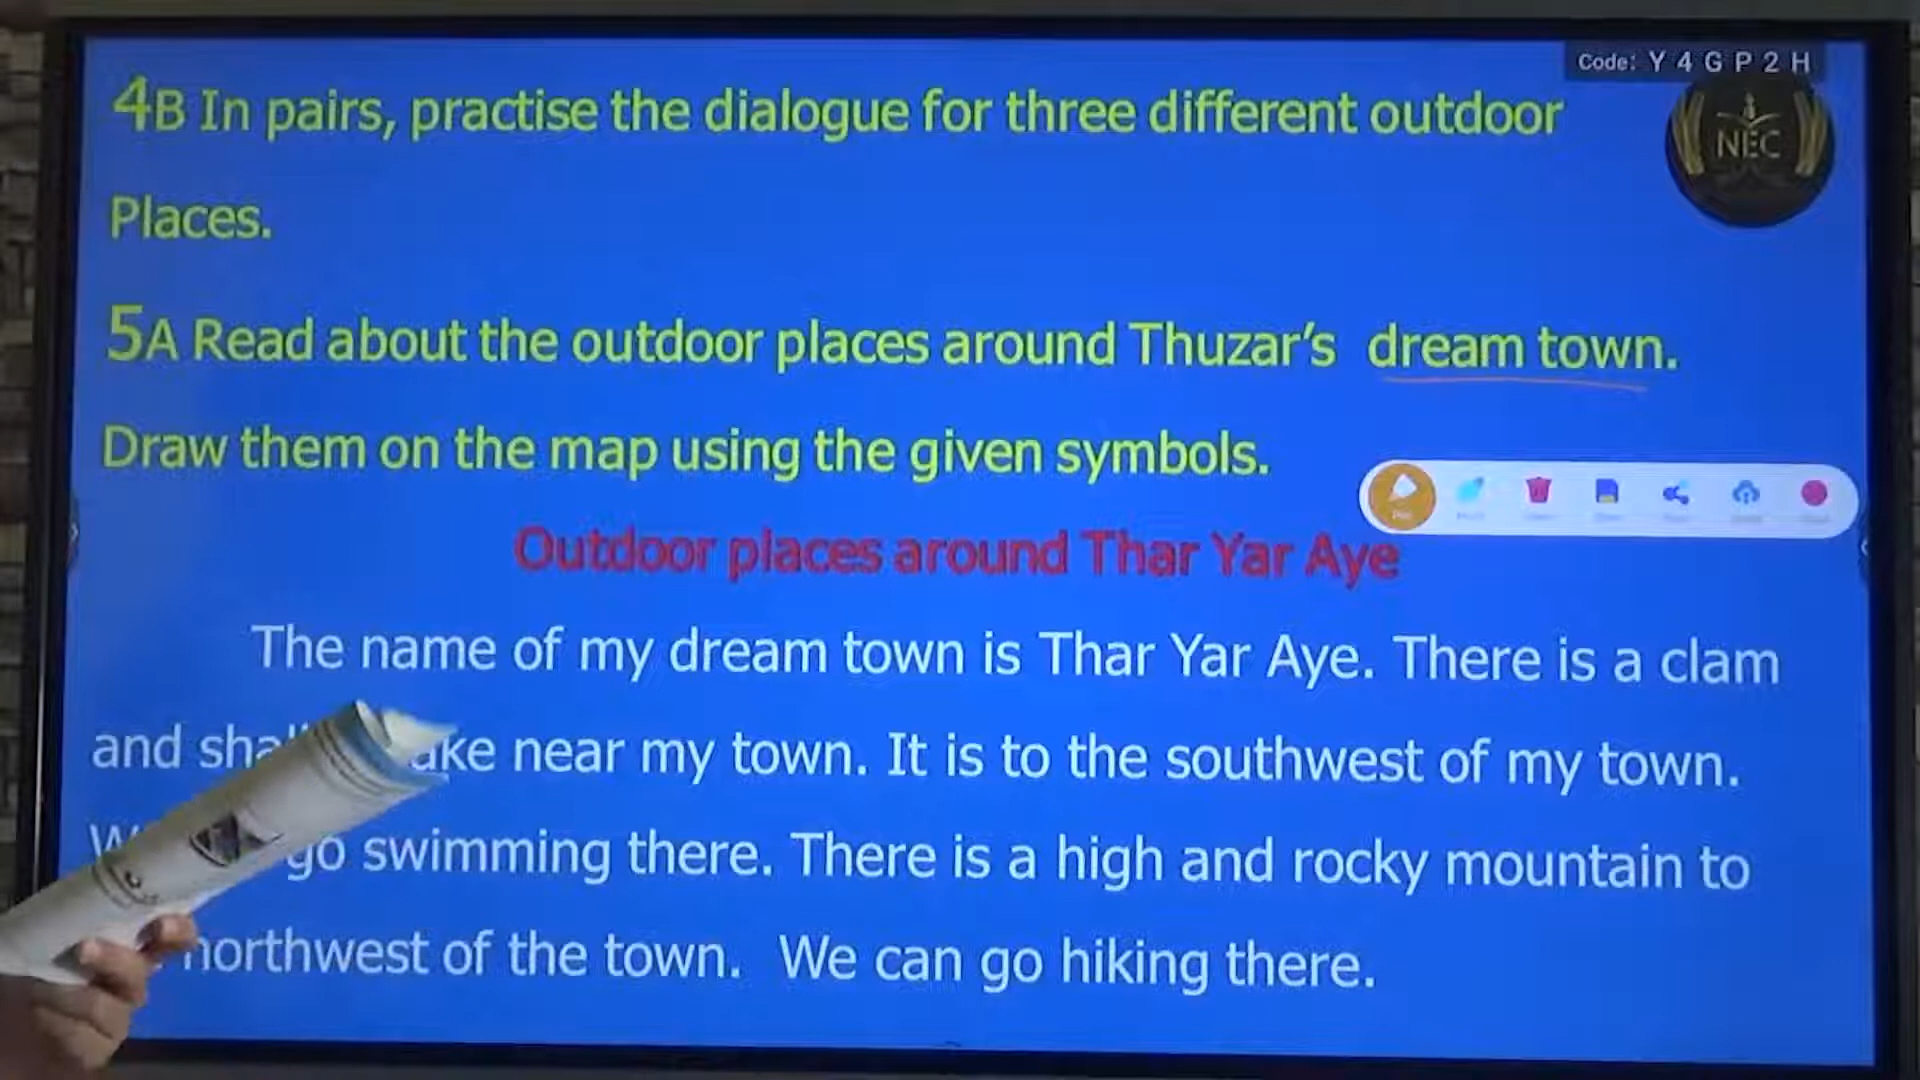 Code: Y 4 G P 2 H
NEC
4B In pairs, practise the dialogue for three different outdoor
Places.
5A Read about the outdoor places around Thuzar's dream town.
Draw them on the map using the given symbols.
Outdoor places around Thar Yar Aye
The name of my dream town is Thar Yar Aye. There is a clam
and near my town. It is to the southwest of my town.
go swimming there. There is a high and rocky mountain to
northwest of the town. We can go hiking there.